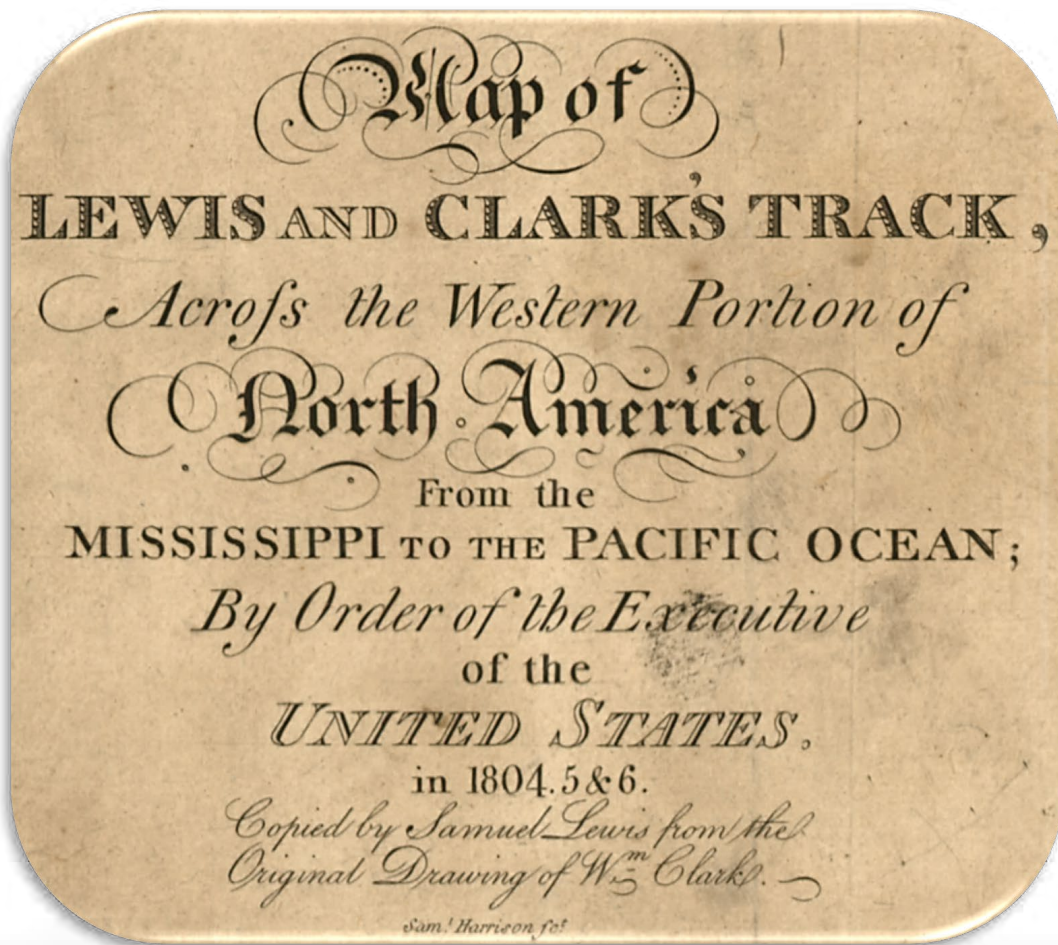 Map of
LEWIS AND CLARK'S TRACK,
Acroſs the Western Portion of
North America
From the
MISSISSIPPI TO THE PACIFIC OCEAN;
By Order of the Executive
of the
UNITED STATES.
in 1804.5&6.
Copied by Samuel Lewis from the
Original Drawing of Wm Clark.
Saml Harrison fct